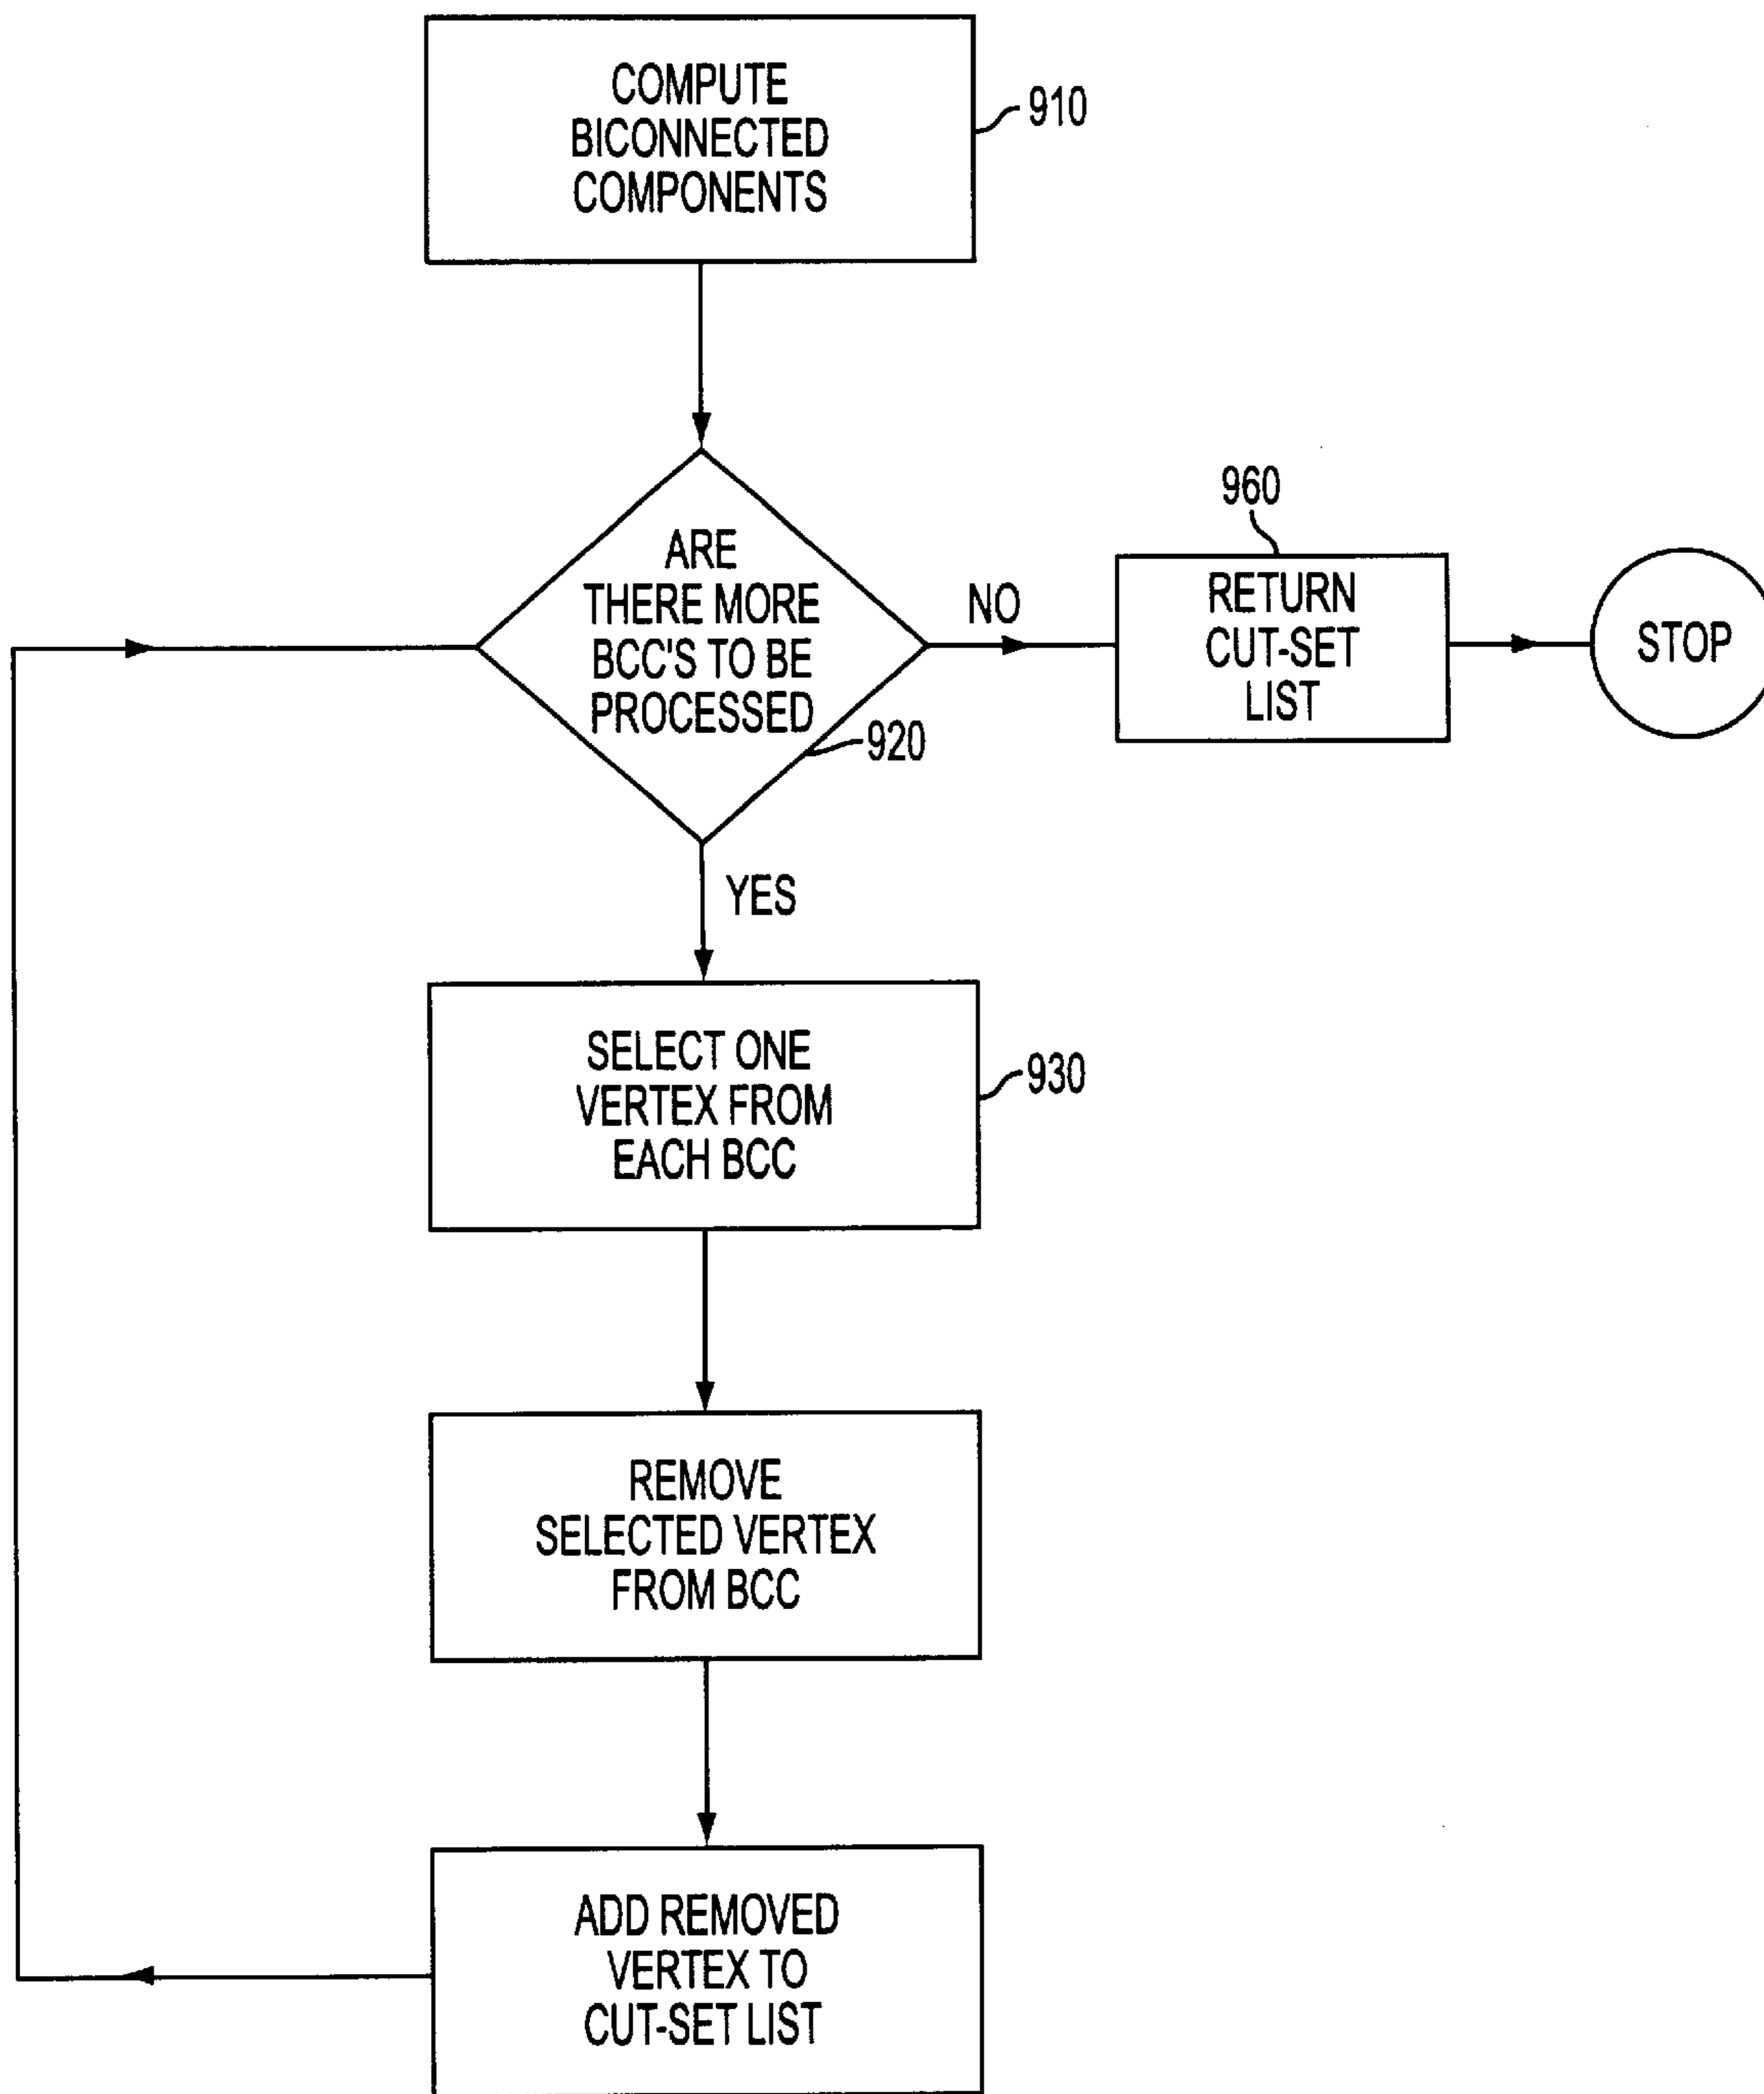 COMPUTE
BICONNECTED
COMPONENTS
910
ARE
THERE MORE
BCC'S TO BE
PROCESSED
920
NO
960
RETURN
CUT-SET
LIST
STOP
YES
SELECT ONE
VERTEX FROM
EACH BCC
930
REMOVE
SELECTED VERTEX
FROM BCC
ADD REMOVED
VERTEX TO
CUT-SET LIST